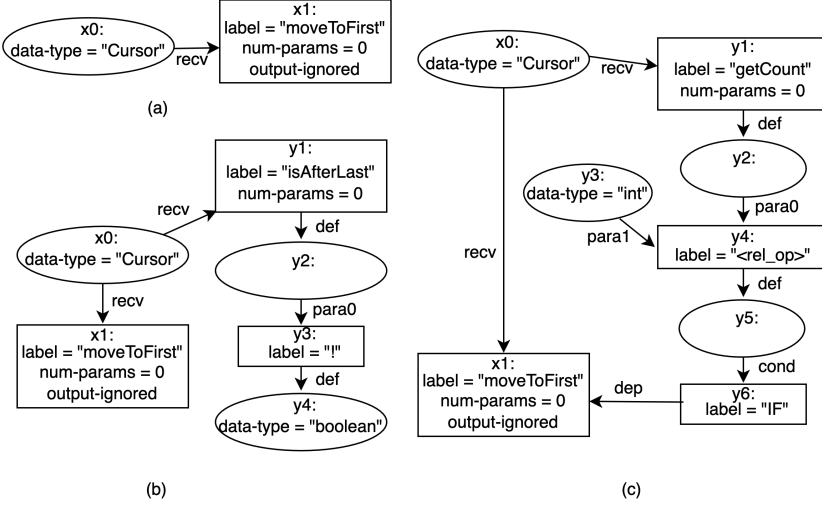 x0:
data-type = "Cursor"
recv
x1:
label = "moveToFirst"
num-params = 0
output-ignored
(a)
y1:
label = "isAfterLast"
num-params = 0
recv
def
x0:
data-type = "Cursor"
y2:
recv
para0
x1:
label = "moveToFirst"
num-params = 0
output-ignored
y3:
label = "!"
def
y4:
data-type = "boolean"
(b)
x0:
data-type = "Cursor"
recv
y1:
label = "getCount"
num-params = 0
def
y2:
y3:
data-type = "int"
para0
para1
y4:
label = "<rel_op>"
recv
def
y5:
cond
x1:
label = "moveToFirst"
num-params = 0
output-ignored
dep
y6:
label = "IF"
(c)